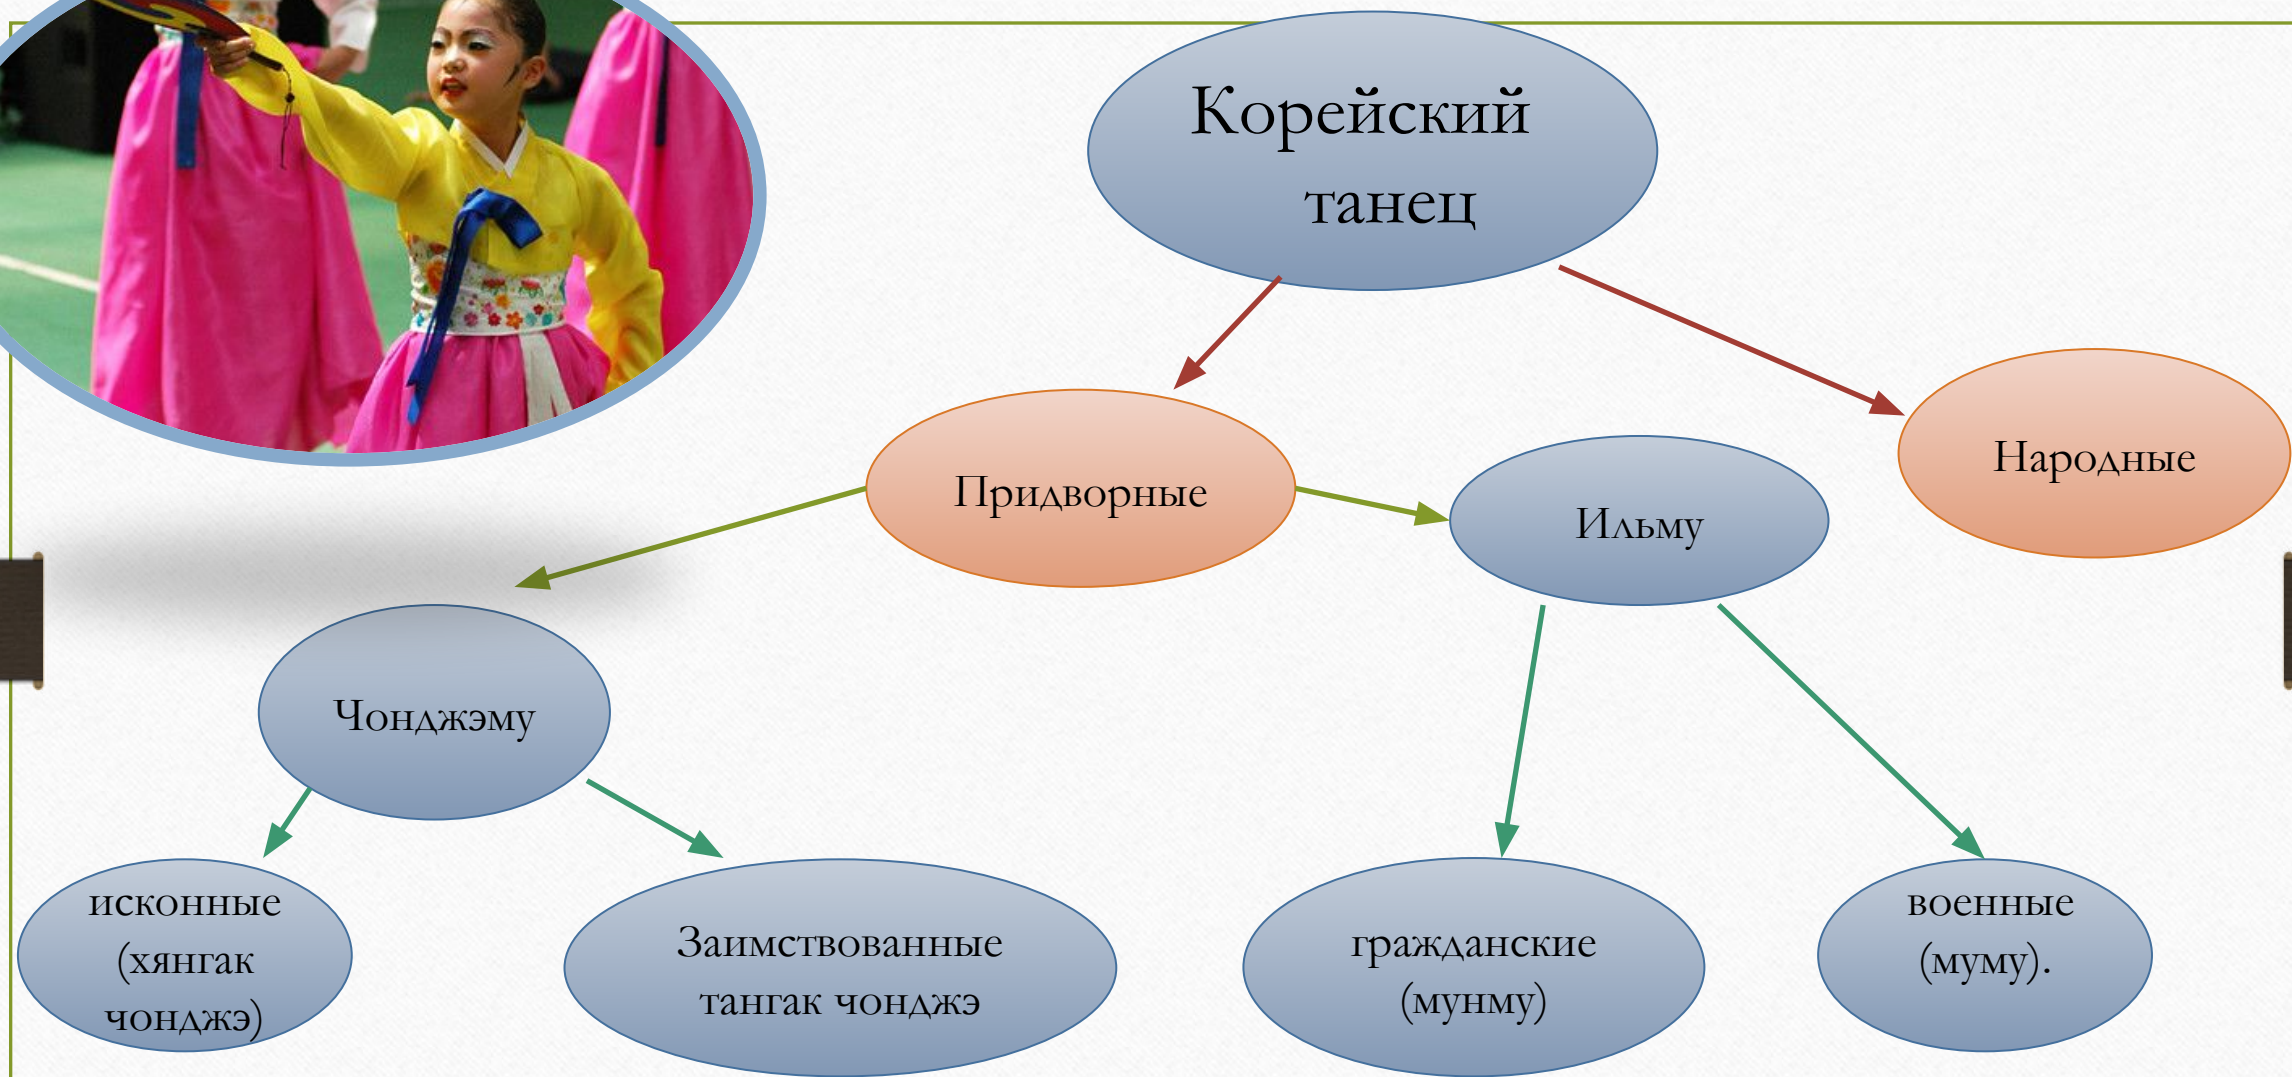 Корейский
танец
Придворные
Ильму
Народные
Чонджэму
исконные
(хянгак
чонджэ)
Заимствованные
тангак чонджэ
гражданские
(мунму)
военные
(муму).